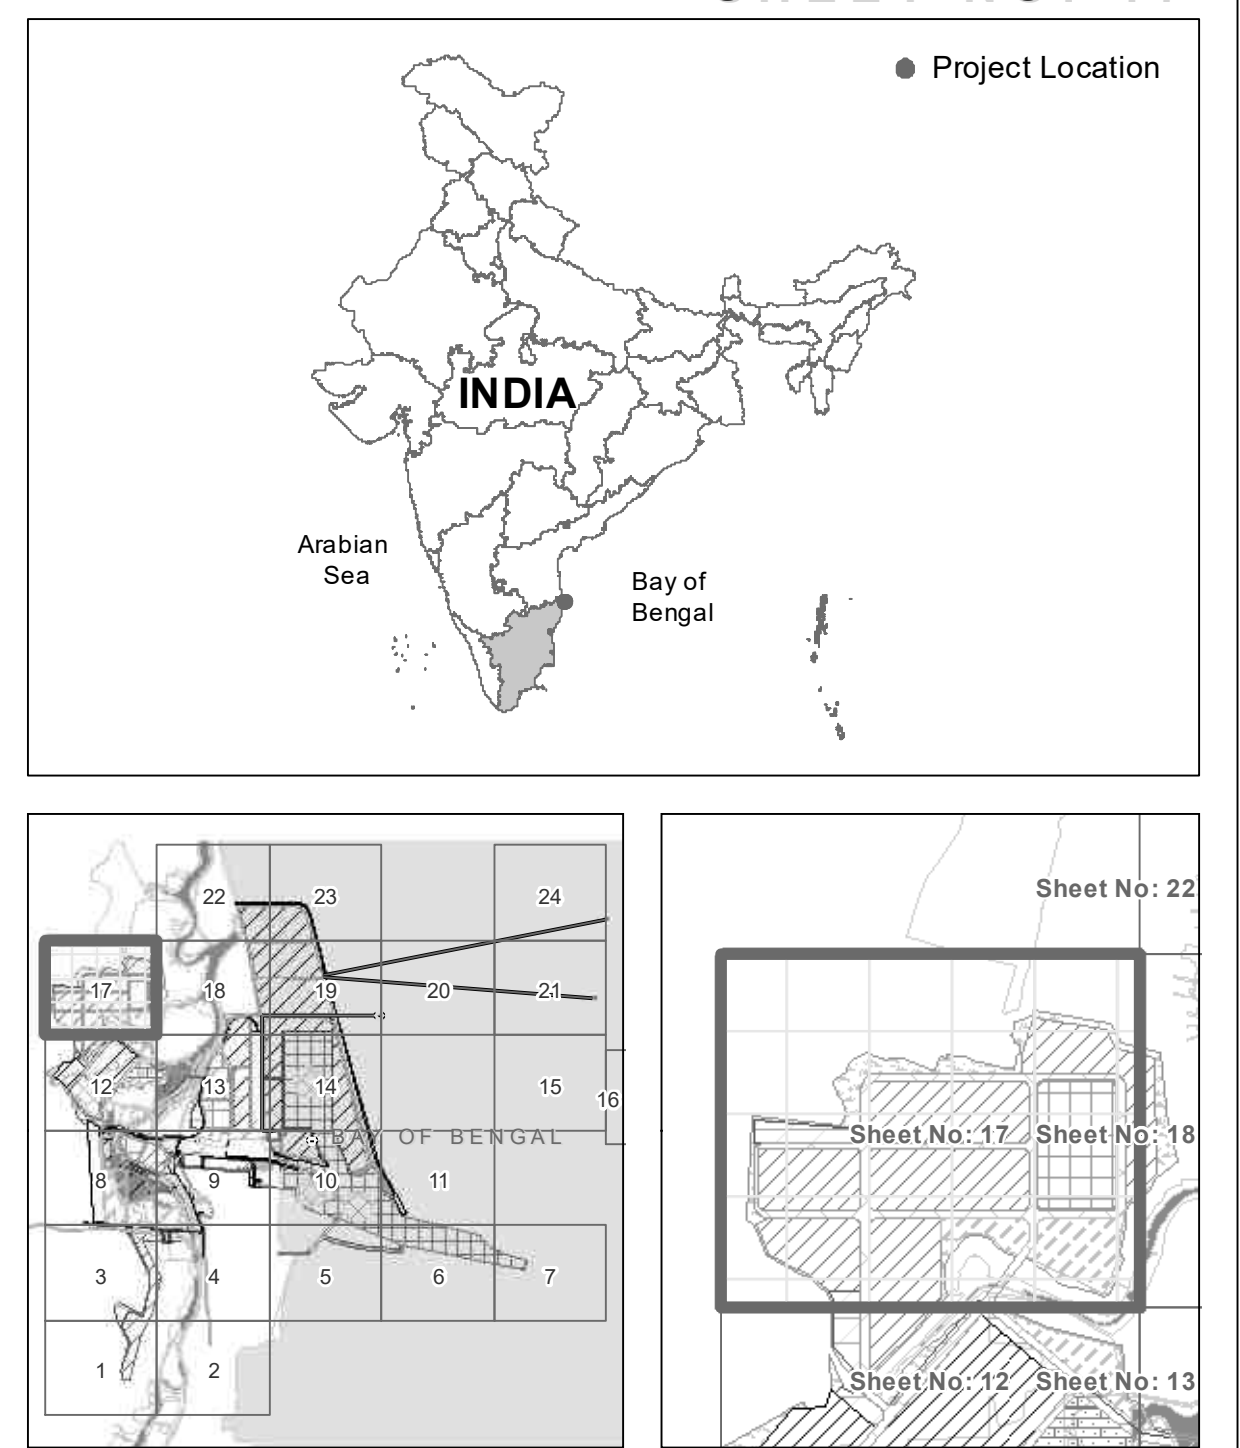 Project Location
INDIA
Arabian
Sea
Bay of
Bengal
22
23
24
17
18
19
20
21
12
13
14
15
16
BAY OF BENGAL
8
9
10
11
3
4
5
6
7
1
2
Sheet No: 22
Sheet No: 17
Sheet No: 18
Sheet No: 12
Sheet No: 13